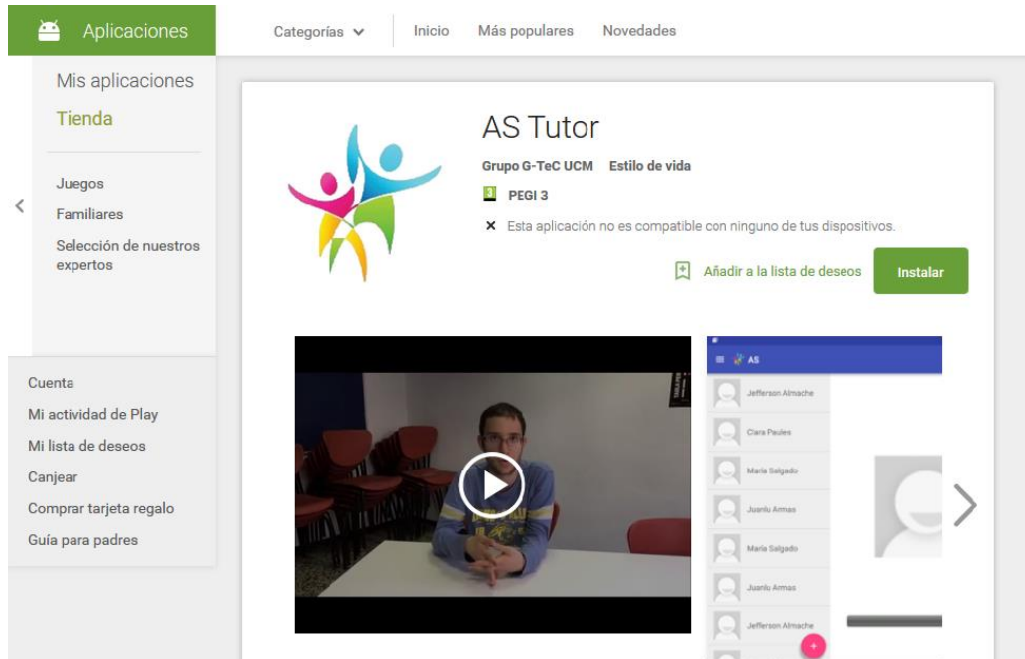 Aplicaciones
Categorías
Inicio
Más populares
Novedades
Mis aplicaciones
Tienda
Juegos
Familiares
Selección de nuestros
expertos
Cuenta
Mi actividad de Play
Mi lista de deseos
Canjear
Comprar tarjeta regalo
Guía para padres
AS Tutor
Grupo G-TeC UCM Estilo de vida
3 PEGI 3
Esta aplicación no es compatible con ninguno de tus dispositivos.
Añadir a la lista de deseos
Instalar
AS
Jefferson Almache
Clara Paules
María Salgado
Juanlu Armas
María Salgado
Juanlu Armas
Jefferson Almache